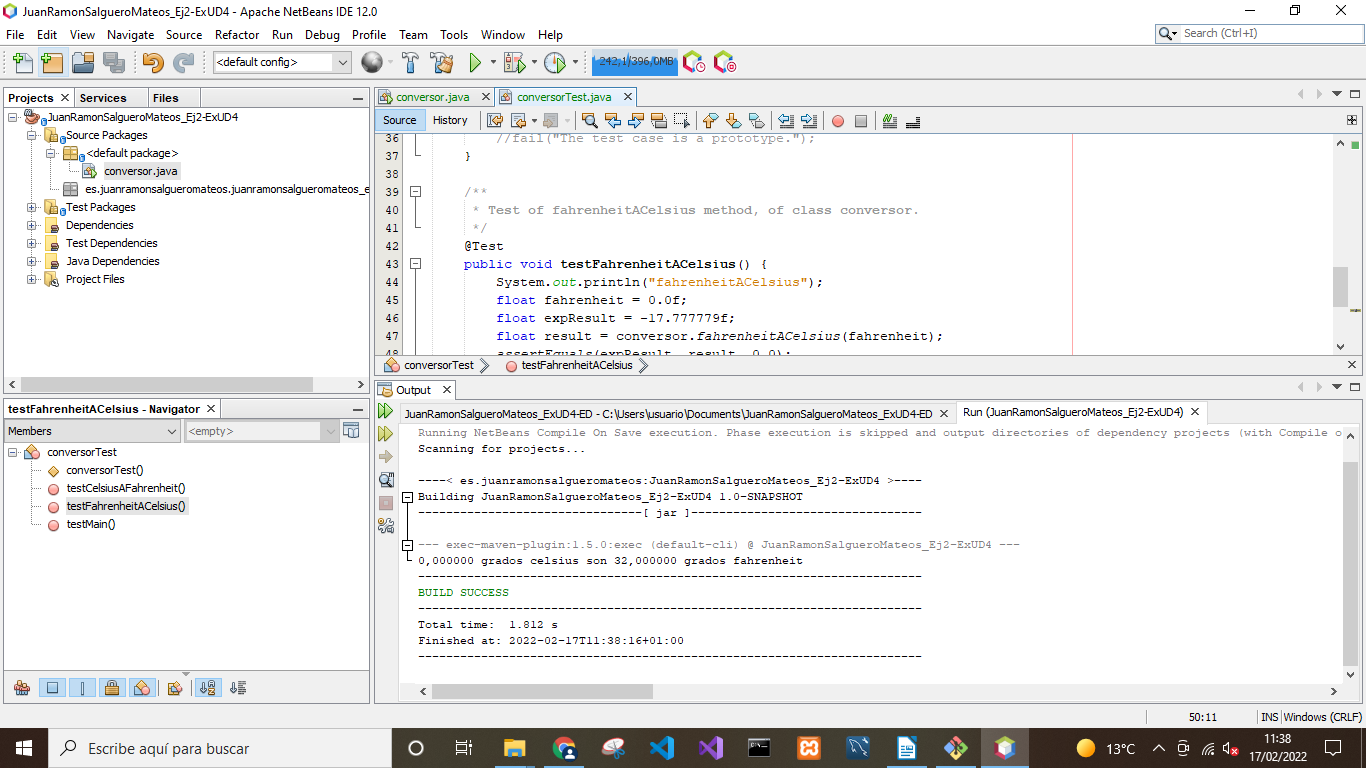 JuanRamonSalgueroMateos_Ej2-ExUD4 - Apache NetBeans IDE 12.0
File Edit View Navigate Source Refactor Run Debug Profile Team Tools Window Help
Search (Ctrl+I)
<default config>
242,1/396,0MB
Projects Services Files
JuanRamonSalgueroMateos_Ej2-ExUD4
Source Packages
<default package>
conversor.java
es.juanramonsalgueromateos.juanramonsalgueromateos_e
Test Packages
Dependencies
Test Dependencies
Java Dependencies
Project Files
testFahrenheitACelsius - Navigator
Members <empty>
conversorTest
conversorTest()
testCelsiusAFahrenheit()
testFahrenheitACelsius()
testMain()
conversor.java conversorTest.java
Source History
36 //fail("The test case is a prototype.");
37 }
38
39 /**
40 * Test of fahrenheitACelsius method, of class conversor.
41 */
42 @Test
43 public void testFahrenheitACelsius() {
44 System.out.println("fahrenheitACelsius");
45 float fahrenheit = 0.0f;
46 float expResult = -17.777779f;
47 float result = conversor.fahrenheitACelsius(fahrenheit);
48 assertEquals(expResult, result, 0.0);
conversorTest testFahrenheitACelsius
Output
JuanRamonSalgueroMateos_ExUD4-ED - C:\Users\usuario\Documents\JuanRamonSalgueroMateos_ExUD4-ED Run (JuanRamonSalgueroMateos_Ej2-ExUD4)
Running NetBeans Compile On Save execution. Phase execution is skipped and output directories of dependency projects (with Compile o
Scanning for projects...
----< es.juanramonsalgueromateos:JuanRamonSalgueroMateos_Ej2-ExUD4 >----
Building JuanRamonSalgueroMateos_Ej2-ExUD4 1.0-SNAPSHOT
--------------------------------[ jar ]---------------------------------
--- exec-maven-plugin:1.5.0:exec (default-cli) @ JuanRamonSalgueroMateos_Ej2-ExUD4 ---
0,000000 grados celsius son 32,000000 grados fahrenheit
------------------------------------------------------------------------
BUILD SUCCESS
------------------------------------------------------------------------
Total time: 1.812 s
Finished at: 2022-02-17T11:38:16+01:00
------------------------------------------------------------------------
50:11 INS Windows (CRLF)
Escribe aquí para buscar
13°C
11:38
17/02/2022